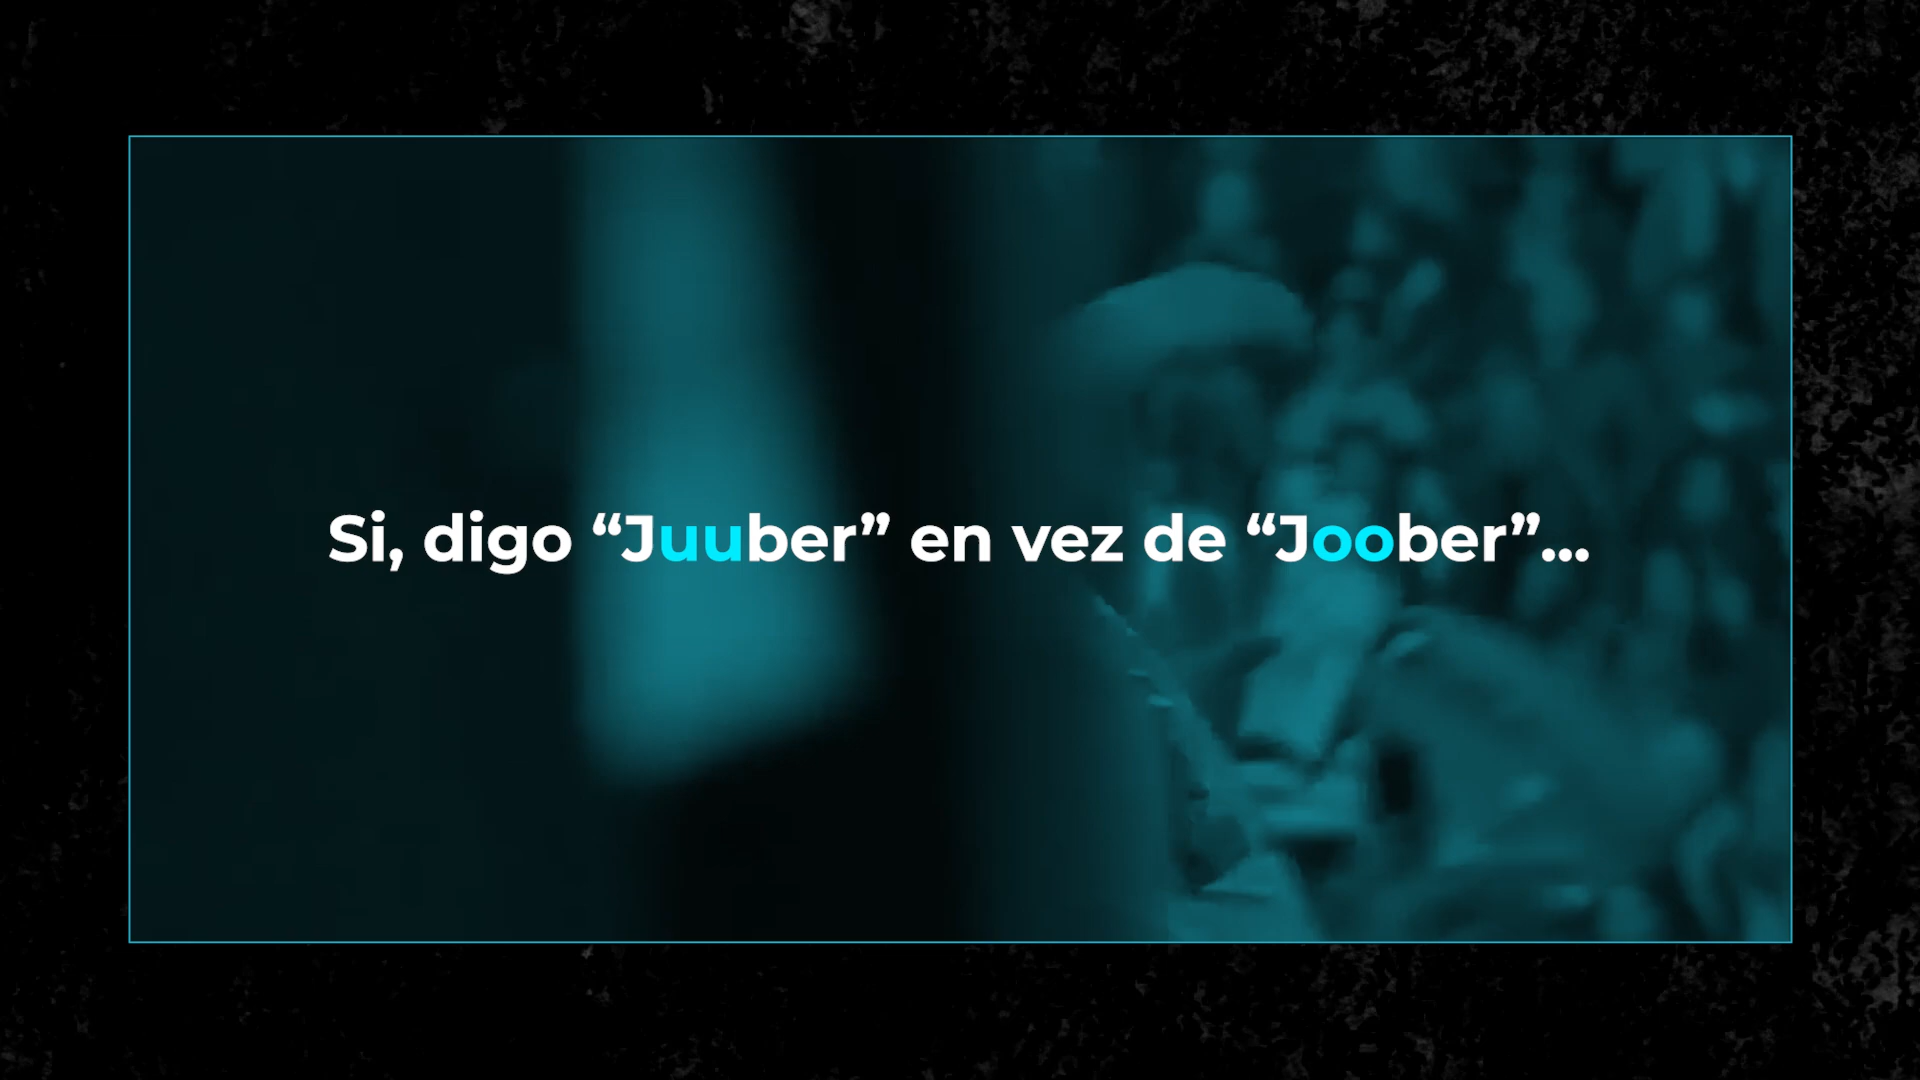 Si, digo “Juuber” en vez de “Joober”...